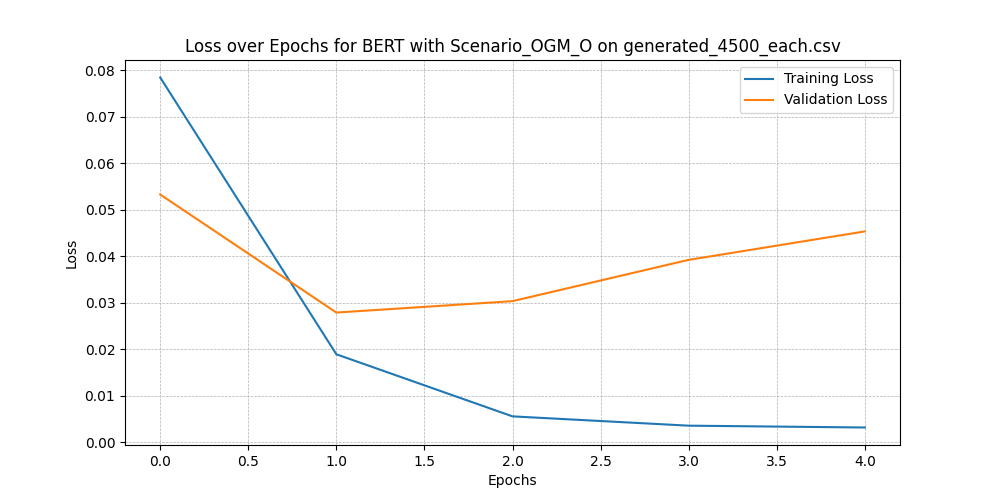 Loss over Epochs for BERT with Scenario_OGM_O on generated_4500_each.csv
Training Loss
Validation Loss
0.08
0.07
0.06
0.05
0.04
0.03
0.02
0.01
0.00
Loss
0.0 0.5 1.0 1.5 2.0 2.5 3.0 3.5 4.0
Epochs